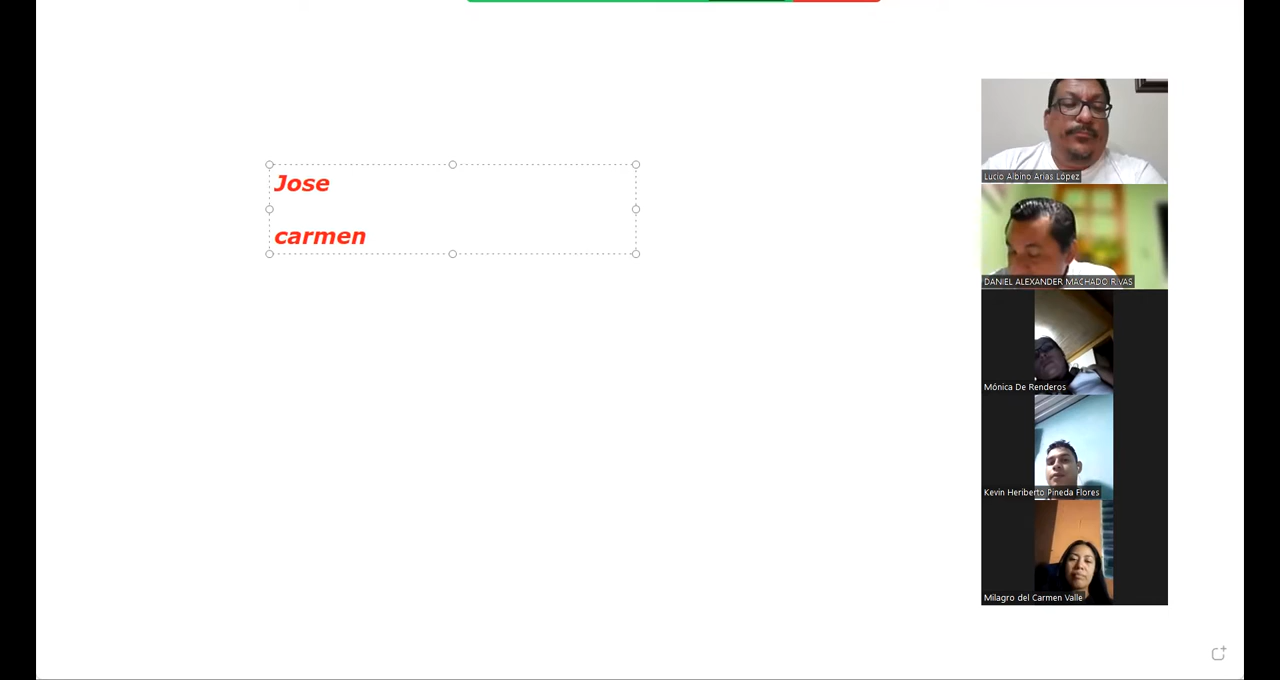 Jose
carmen
Lucio Albino Arias López
DANIEL ALEXANDER MACHADO RIVAS
Mónica De Renderos
Kevin Heriberto Pineda Flores
Milagro del Carmen Valle